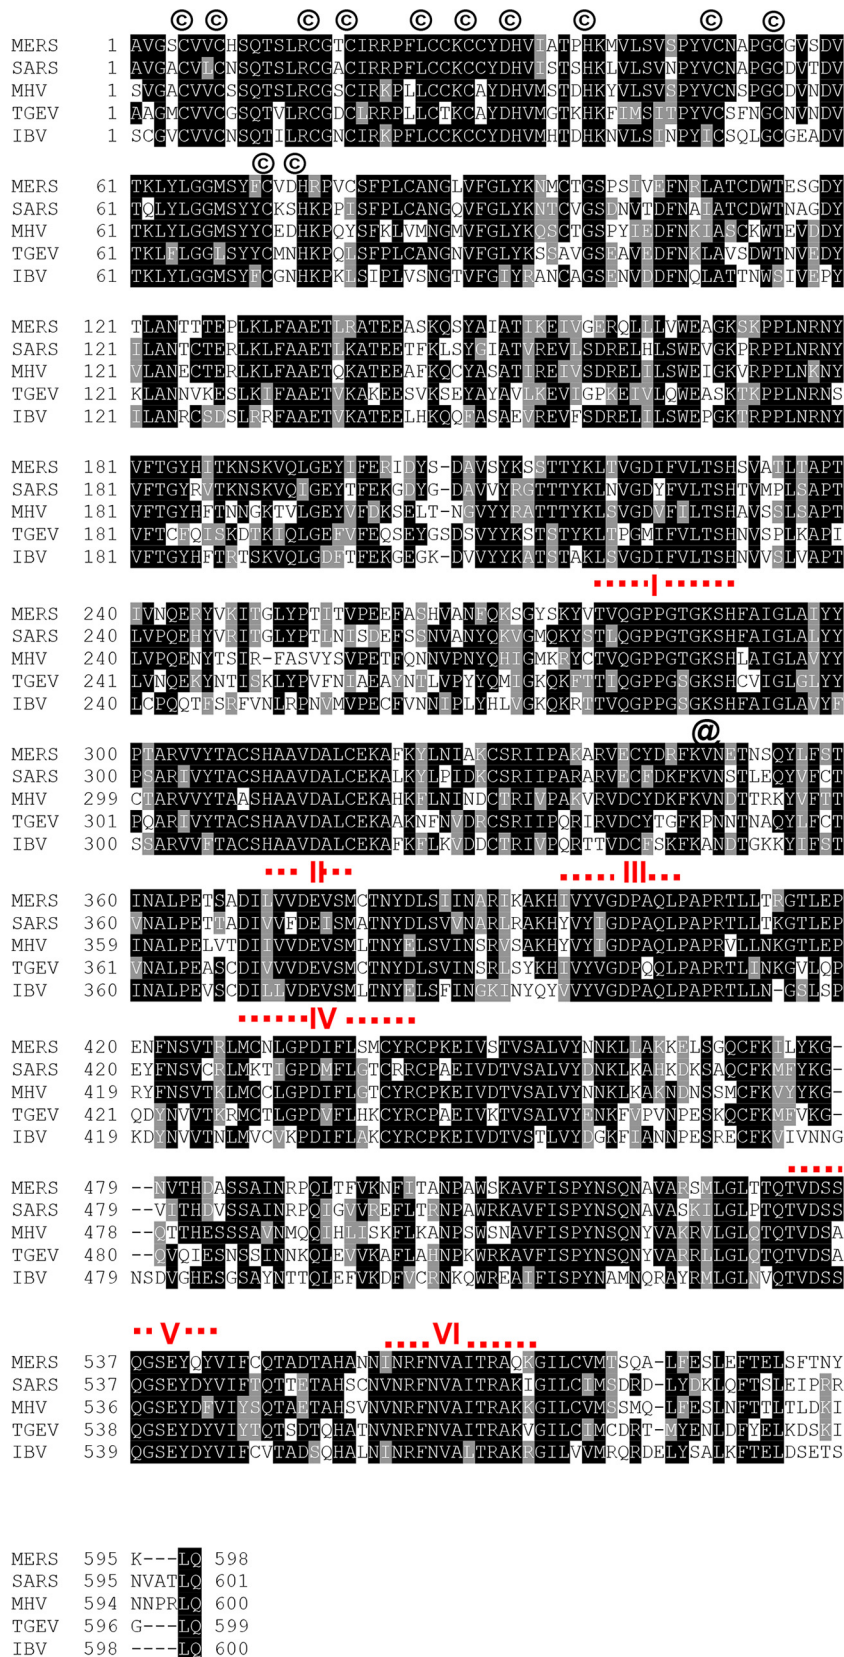 © © © © © © © © © ©
MERS 1 AVGSCVVCHSQTSLRCGTCIRRPFLCCKCCYDHVIATPHKMVLSVSPYVCNAPGCGVSDV
SARS 1 AVGACVLCNSQTSLRCGACIRRPFLCCKCCYDHVISTSHKLVLSVNPYVCNAPGCDVTDV
MHV 1 SVGACVVCSSQTSLRCGSCIRKPLLCCKCAYDHVMSTDHKYVLSVSPYVCNSPGCDVNDV
TGEV 1 AAGMCVVCGSQTVLRCGDCLRRPLLCTKCAYDHVMGTKHKFIMSITPYVCSFNGCNVNDV
IBV 1 SCGVCVVCNSQTILRCGNCIRKPFLCCKCCYDHVMHTDHKNVLSINPYICSQLGCGEADV
© ©
MERS 61 TKLYLGGMSYFCVDHRPVCSFPLCANGLVFGLYKNMCTGSPSIVEFNRLATCDWTESGDY
SARS 61 TQLYLGGMSYYCKSHKPPISFPLCANGQVFGLYKNTCVGSDNVTDFNAIATCDWTNAGDY
MHV 61 TKLYLGGMSYYCEDHKPQYSFKLVMNGMVFGLYKQSCTGSPYIEDFNKIASCKWTEVDDY
TGEV 61 TKLFLGGLSYYCMNHKPQLSFPLCANGNVFGLYKSSAVGSEAVEDFNKLAVSDWTNVEDY
IBV 61 TKLYLGGMSYFCGNHKPKLSIPLVSNGTVFGIYRANCAGSENVDDFNQLATTNWSIVEPY
MERS 121 TLANTTTEPLKLFAAETLRATEEASKQSYAIATIKEIVGERQLLLVWEAGKSKPPLNRNY
SARS 121 ILANTCTERLKLFAAETLKATEETFKLSYGIATVREVLSDRELHLSWEVGKPRPPLNRNY
MHV 121 VLANECTERLKLFAAETQKATEEAFKQCYASATIREIVSDRELILSWEIGKVRPPLNKNY
TGEV 121 KLANNVKESLKIFAAETVKAKEESVKSEYAYAVLKEVIGPKEIVLQWEASKTKPPLNRNS
IBV 121 ILANRCSDSLRRFAAETVKATEELHKQQFASAEVREVFSDRELILSWEPGKTRPPLNRNY
MERS 181 VFTGYHITKNSKVQLGEYIFERIDYS-DAVSYKSSTTYKLTVGDIFVLTSHSVATLTAPT
SARS 181 VFTGYRVTKNSKVQIGEYTFEKGDYG-DAVVYRGTTTYKLNVGDYFVLTSHTVMPLSAPT
MHV 181 VFTGYHFTNNGKTVLGEYVFDKSELT-NGVYYRATTTYKLSVGDVFILTSHAVSSLSAPT
TGEV 181 VFTCFQISKDTKIQLGEFVFEQSEYGSDSVYYKSTSTYKLTPGMIFVLTSHNVSPLKAPI
IBV 181 VFTGYHFTRTSKVQLGDFTFEKGEGK-DVVYYKATSTAKLSVGDIFVLTSHNVVSLVAPT
I
MERS 240 IVNQERYVKITGLYPTITVPEEFASHVANFQKSGYSKYVTVQGPPGTGKSHFAIGLAIYY
SARS 240 LVPQEHYVRITGLYPTLNISDEFSSNVANYQKVGMQKYSTLQGPPGTGKSHFAIGLALYY
MHV 240 LVPQENYTSIR-FASVYSVPETFQNNVPNYQHIGMKRYCTVQGPPGTGKSHLAIGLAVYY
TGEV 241 LVNQEKYNTISKLYPVFNIAEAYNTLVPYYQMIGKQKFTTIQGPPGSGKSHCVIGLGLYY
IBV 240 LCPQQTFSRFVNLRPNVMVPECFVNNIPLYHLVGKQKRTTVQGPPGSGKSHFAIGLAVYF
@
MERS 300 PTARVVYTACSHAAVDALCEKAFKYLNIAKCSRIIPAKARVECYDRFKVNETNSQYLFST
SARS 300 PSARIVYTACSHAAVDALCEKALKYLPIDKCSRIIPARARVECFDKFKVNSTLEQYVFCT
MHV 299 CTARVVYTAASHAAVDALCEKAHKFLNINDCTRIVPAKVRVDCYDKFKVNDTTRKYVFTT
TGEV 301 PQARIVYTACSHAAVDALCEKAAKNFNVDRCSRIIPQRIRVDCYTGFKPNNTNAQYLFCT
IBV 300 SSARVVFTACSHAAVDALCEKAFKFLKVDDCTRIVPQRTTVDCFSKFKANDTGKKYIFST
II III
MERS 360 INALPETSADILVVDEVSMCTNYDLSIINARIKAKHIVYVGDPAQLPAPRTLLTRGTLEP
SARS 360 VNALPETTADIVVFDEISMATNYDLSVVNARLRAKHYVYIGDPAQLPAPRTLLTKGTLEP
MHV 359 INALPELVTDIIVVDEVSMLTNYELSVINSRVSAKHYVYIGDPAQLPAPRVLLNKGTLEP
TGEV 361 VNALPEASCDIVVVDEVSMCTNYDLSVINSRLSYKHIVYVGDPQQLPAPRTLINKGVLQP
IBV 360 INALPEVSCDILLVDEVSMLTNYELSFINGKINYQYVVYVGDPAQLPAPRTLLN-GSLSP
IV
MERS 420 ENFNSVTRLMCNLGPDIFLSMCYRCPKEIVSTVSALVYNNKLLAKKELSGQCFKILYKG-
SARS 420 EYFNSVCRLMKTIGPDMFLGTCRRCPAEIVDTVSALVYDNKLKAHKDKSAQCFKMFYKG-
MHV 419 RYFNSVTKLMCCLGPDIFLGTCYRCPKEIVDTVSALVYNNKLKAKNDNSSMCFKVYYKG-
TGEV 421 QDYNVVTKRMCTLGPDVFLHKCYRCPAEIVKTVSALVYENKFVPVNPESKQCFKMFVKG-
IBV 419 KDYNVVTNLMVCVKPDIFLAKCYRCPKEIVDTVSTLVYDGKFIANNPESRECFKVIVNNG
MERS 479 --NVTHDASSAINRPQLTFVKNFITANPAWSKAVFISPYNSQNAVARSMLGLTTQTVDSS
SARS 479 --VITHDVSSAINRPQIGVVREFLTRNPAWRKAVFISPYNSQNAVASKILGLPTQTVDSS
MHV 478 --QTTHESSSAVNMQQIHLISKFLKANPSWSNAVFISPYNSQNYVAKRVLGLQTQTVDSA
TGEV 480 --QVQIESNSSINNKQLEVVKAFLAHNPKWRKAVFISPYNSQNYVARRLLGLQTQTVDSA
IBV 479 NSDVGHESGSAYNTTQLEFVKDFVCRNKQWREAIFISPYNAMNQRAYRMLGLNVQTVDSS
V VI
MERS 537 QGSEYQYVIFCQTADTAHANNINRFNVAITRAQKGILCVMTSQA-LFESLEFTELSFTNY
SARS 537 QGSEYDYVIFTQTTETAHSCNVNRFNVAITRAKIGILCIMSDRD-LYDKLQFTSLEIPRR
MHV 536 QGSEYDFVIYSQTAETAHSVNVNRFNVAITRAKKGILCVMSSMQ-LFESLNFTTLTLDKI
TGEV 538 QGSEYDYVIYTQTSDTQHATNVNRFNVAITRAKVGILCIMCDRT-MYENLDFYELKDSKI
IBV 539 QGSEYDYVIFCVTADSQHALNINRFNVALTRAKRGILVVMRQRDELYSALKFTELDSETS
MERS 595 K---LQ 598
SARS 595 NVATLQ 601
MHV 594 NNPRLQ 600
TGEV 596 G---LQ 599
IBV 598 ----LQ 600